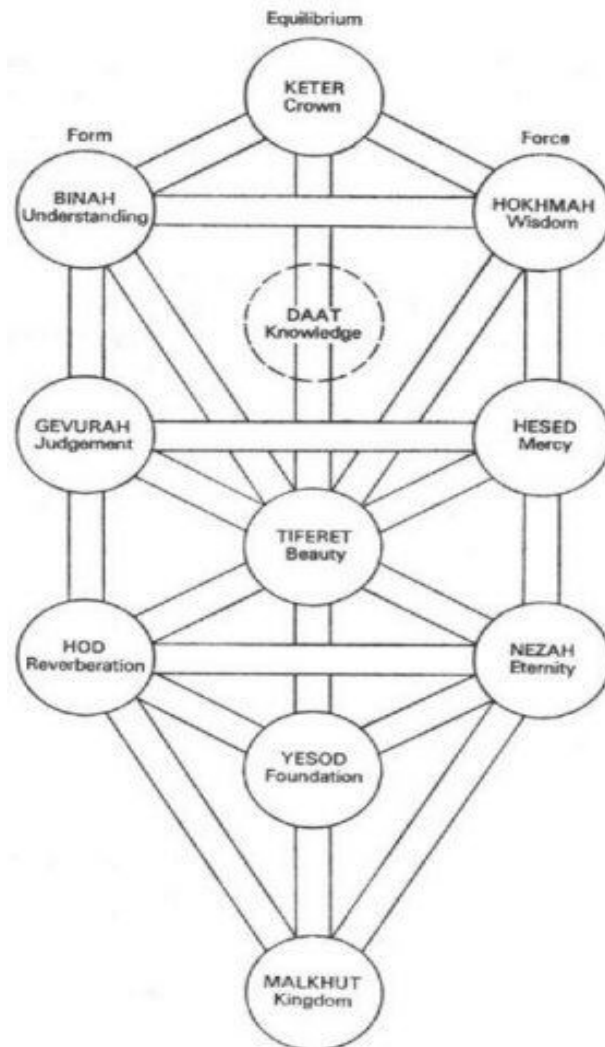 Equilibrium
KETER
Crown
Form
Force
BINAH
Understanding
HOKHMAH
Wisdom
DAAT
Knowledge
GEVURAH
Judgement
HESED
Mercy
TIFERET
Beauty
HOD
Reverberation
NEZAH
Eternity
YESOD
Foundation
MALKHUT
Kingdom